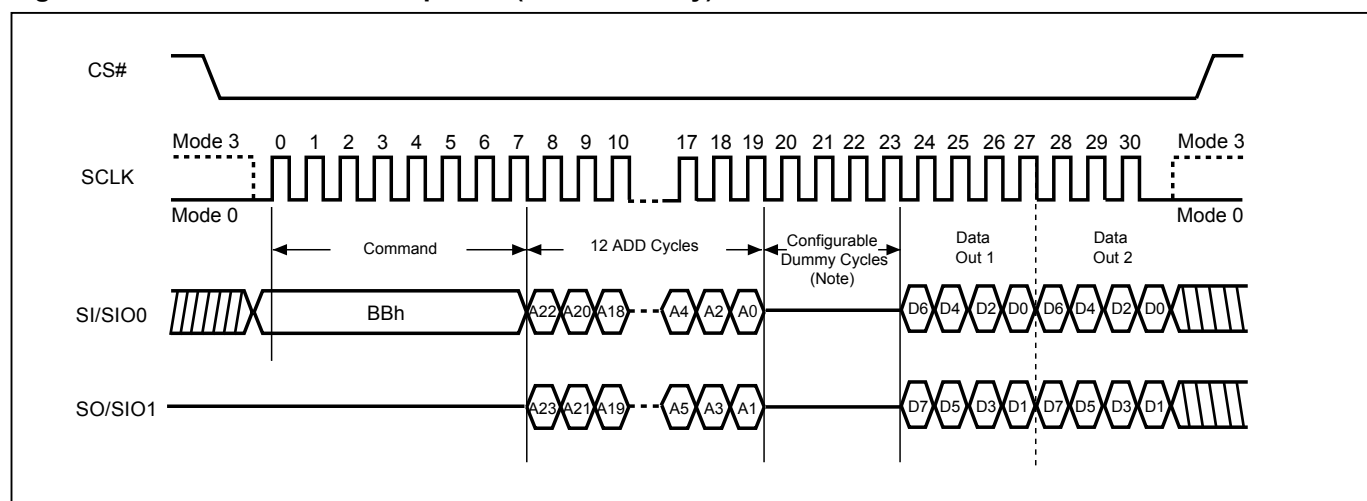 CS#
Mode 3 0 1 2 3 4 5 6 7 8 9 10 17 18 19 20 21 22 23 24 25 26 27 28 29 30 Mode 3
SCLK
Mode 0 Mode 0
Command 12 ADD Cycles Configurable Dummy Cycles (Note) Data Out 1 Data Out 2
SI/SIO0 BBh A22 A20 A18 A4 A2 A0 D6 D4 D2 D0 D6 D4 D2 D0
SO/SIO1 A23 A21 A19 A5 A3 A1 D7 D5 D3 D1 D7 D5 D3 D1